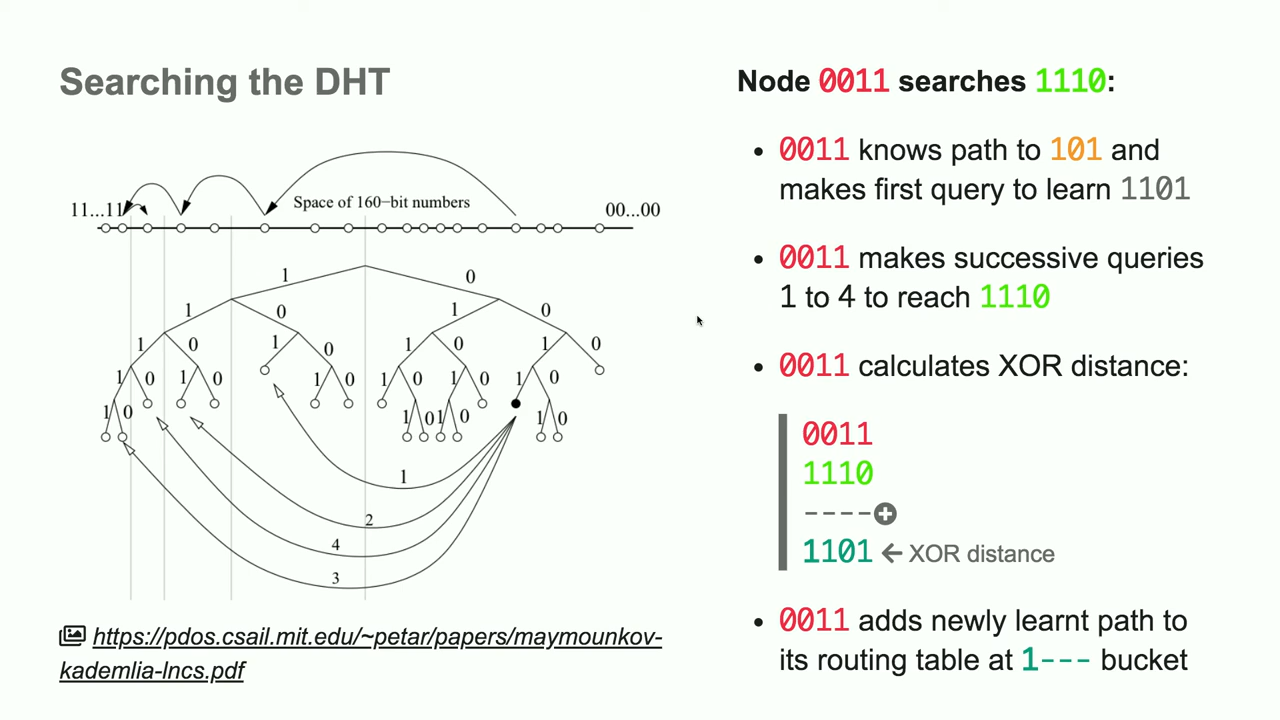 Searching the DHT
11...11
Space of 160−bit numbers
00...00
1 0
1 0 1 0
1 0 1 0 1 0 1 0
1 0 1 0 1 0 1 0 1 0 1 0 1 0
1 0 1 0 1 0 1 0
1
2
4
3
https://pdos.csail.mit.edu/~petar/papers/maymounkov-
kademlia-lncs.pdf
Node 0011 searches 1110:
• 0011 knows path to 101 and
makes first query to learn 1101
• 0011 makes successive queries
1 to 4 to reach 1110
• 0011 calculates XOR distance:
0011
1110
----+
1101 ← XOR distance
• 0011 adds newly learnt path to
its routing table at 1--- bucket